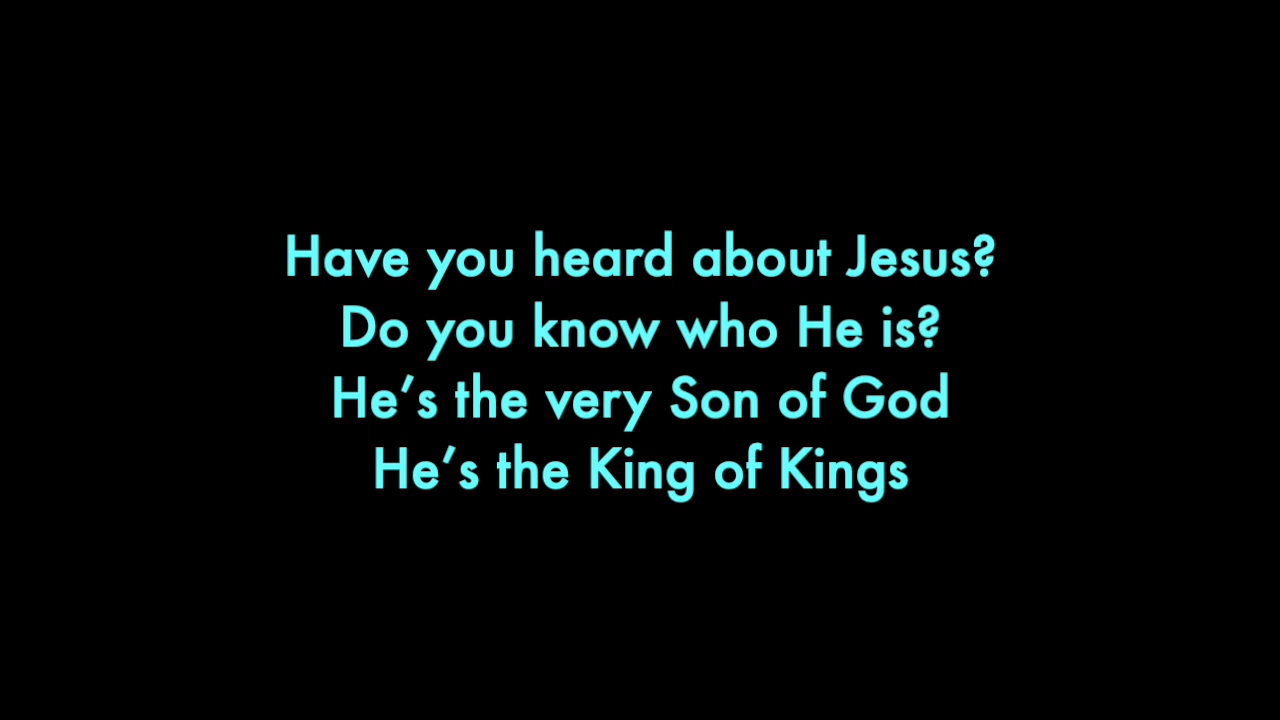 Have you heard about Jesus?
Do you know who He is?
He’s the very Son of God
He’s the King of Kings